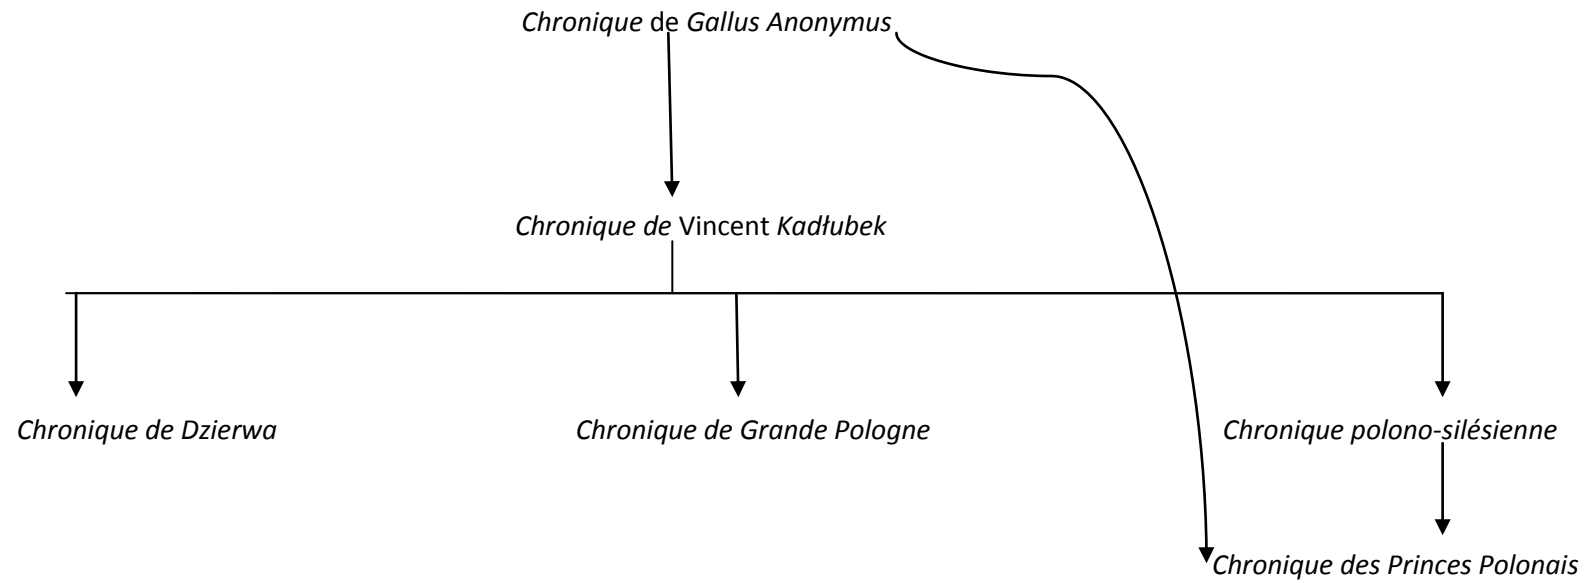 Chronique de Gallus Anonymus
Chronique de Vincent Kadłubek
Chronique de Dzierwa
Chronique de Grande Pologne
Chronique polono-silésienne
Chronique des Princes Polonais